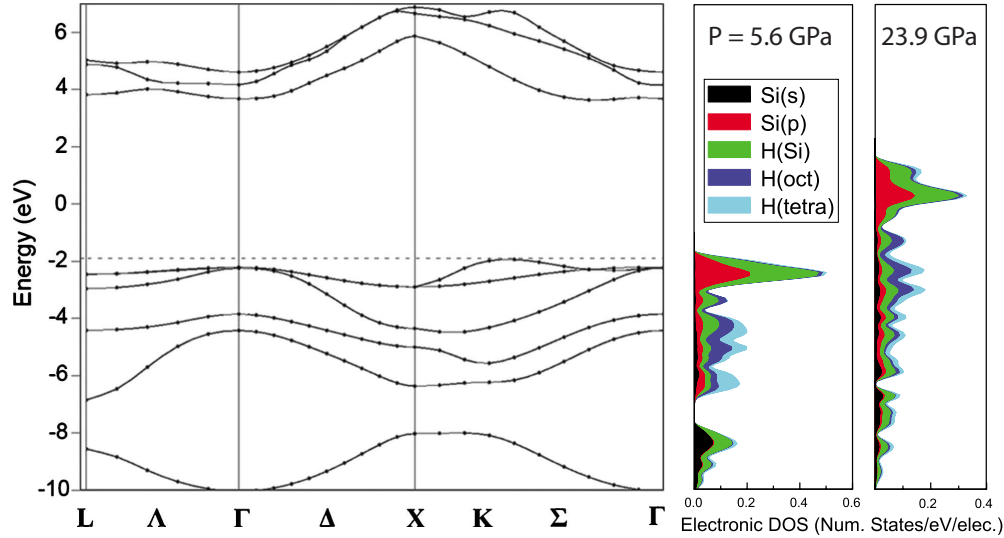 P = 5.6 GPa
23.9 GPa
Si(s)
Si(p)
H(Si)
H(oct)
H(tetra)
Energy (eV)
6
4
2
0
-2
-4
-6
-8
-10
L Λ Γ Δ X K Σ Γ
0.0 0.2 0.4 0.6
0.2 0.4
Electronic DOS (Num. States/eV/elec.)